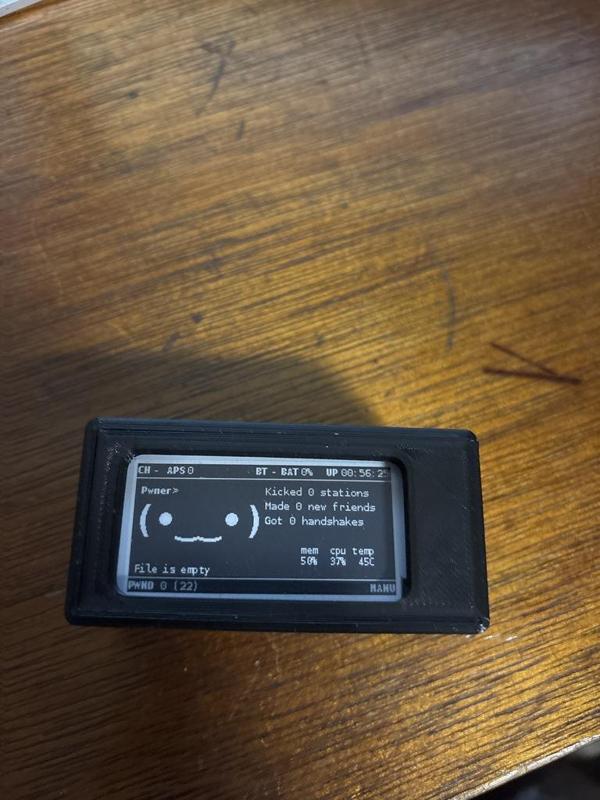 CH - APS 0 BT - BAT 0% UP 00:56:25
Pwner>
Kicked 0 stations
Made 0 new friends
Got 0 handshakes
mem cpu temp
50% 37% 45C
File is empty
PWND 0 (22) MANU